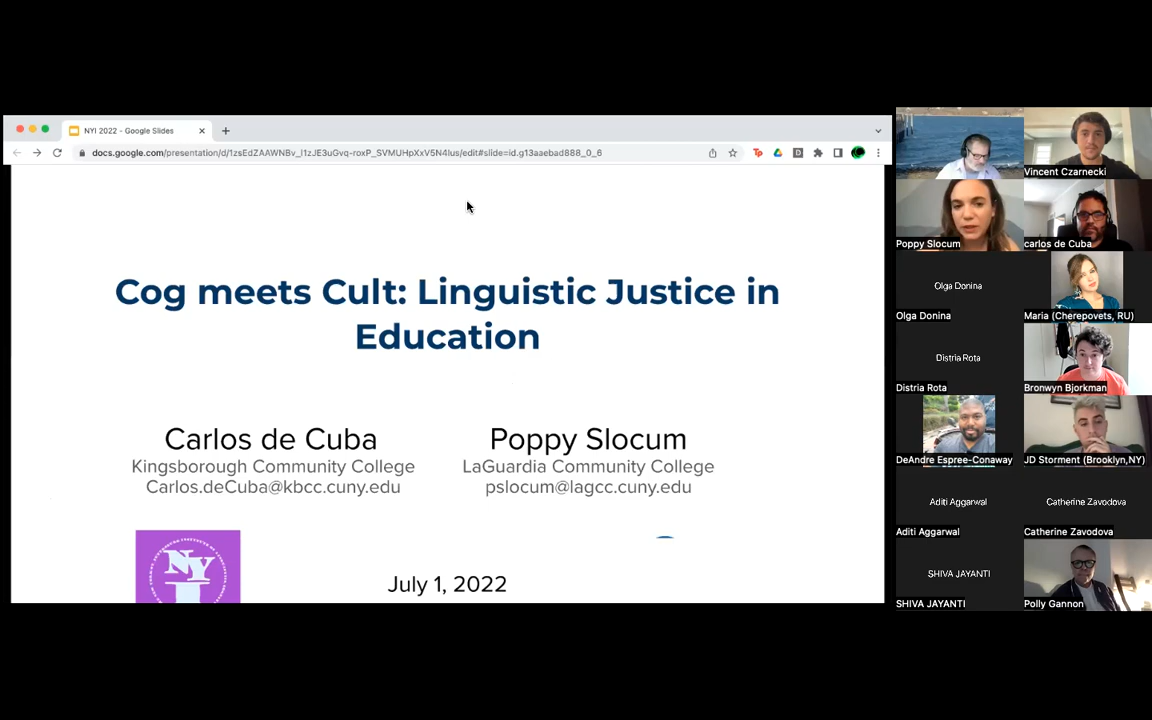 NYI 2022 - Google Slides
docs.google.com/presentation/d/1zsEdZAAWNBv_l1zJE3uGvq-roxP_SVMUHpXxV5N4lus/edit#slide=id.g13aaebad888_0_6
Cog meets Cult: Linguistic Justice in
Education
Carlos de Cuba
Kingsborough Community College
Carlos.deCuba@kbcc.cuny.edu
Poppy Slocum
LaGuardia Community College
pslocum@lagcc.cuny.edu
NY
July 1, 2022
Vincent Czarnecki
Poppy Slocum
carlos de Cuba
Olga Donina
Olga Donina
Maria (Cherepovets, RU)
Distria Rota
Distria Rota
Bronwyn Bjorkman
DeAndre Espree-Conaway
JD Storment (Brooklyn,NY)
Aditi Aggarwal
Aditi Aggarwal
Catherine Zavodova
Catherine Zavodova
SHIVA JAYANTI
SHIVA JAYANTI
Polly Gannon